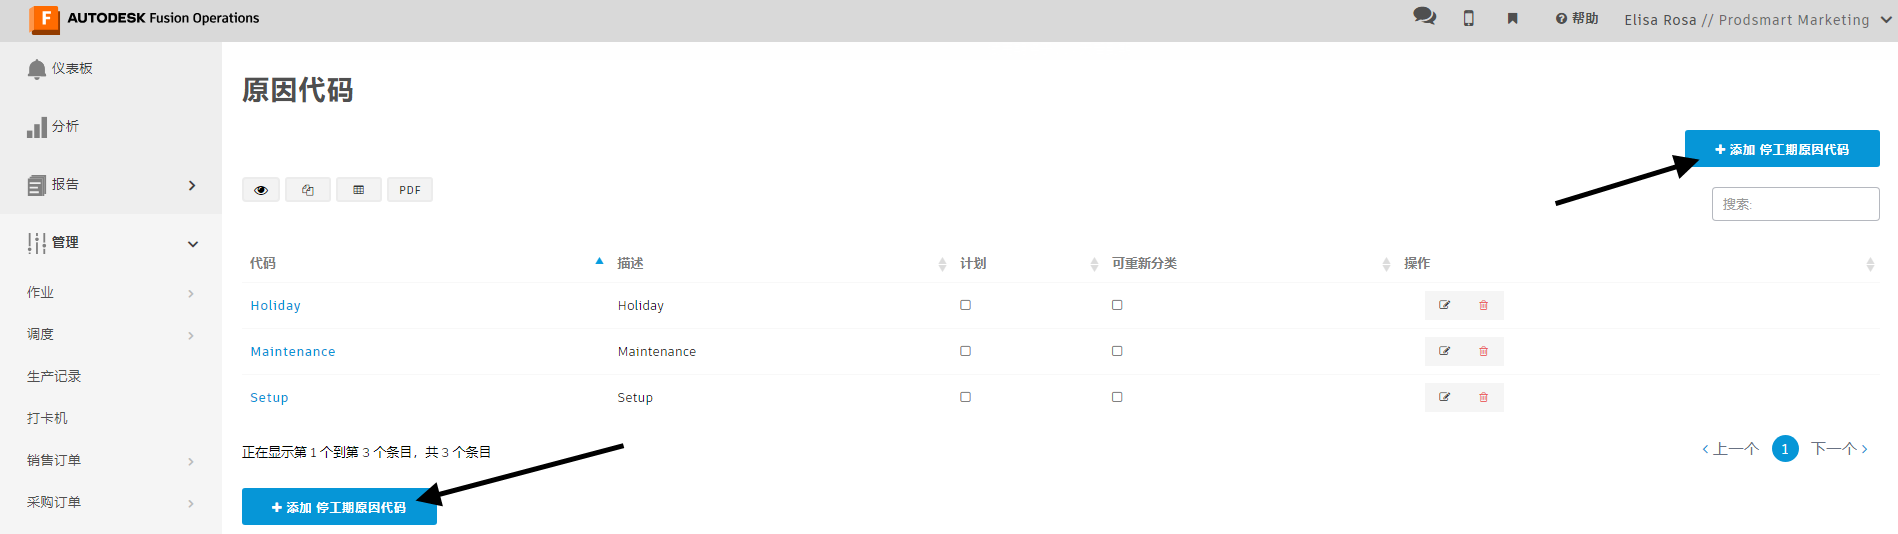 AUTODESK Fusion Operations
帮助
Elisa Rosa // Prodsmart Marketing
仪表板
分析
报告
管理
作业
调度
生产记录
打卡机
销售订单
采购订单
原因代码
添加 停工期原因代码
PDF
搜索:
代码 描述 计划 可重新分类 操作
Holiday Holiday
Maintenance Maintenance
Setup Setup
正在显示第 1 个到第 3 个条目，共 3 个条目
上一个 1 下一个
添加 停工期原因代码